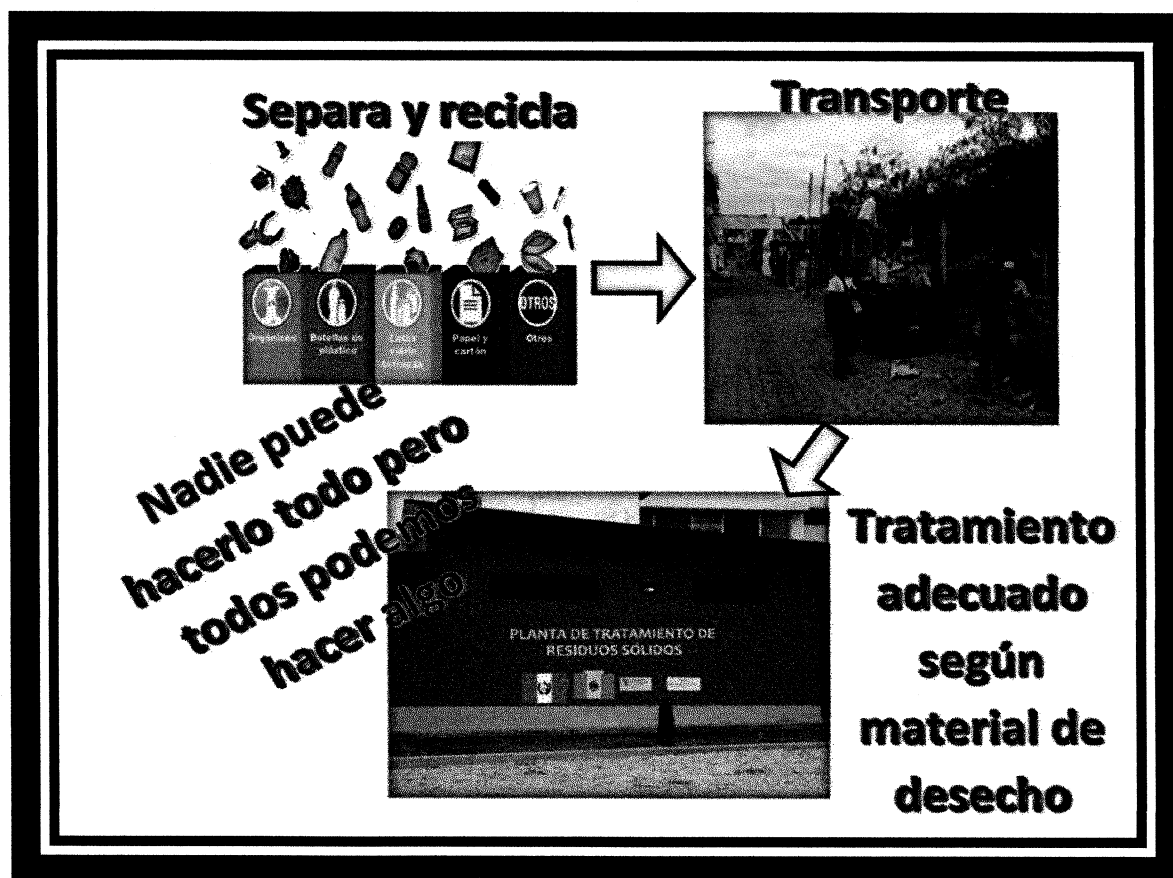 Separa y recicla
Transporte
OTROS
Orgánicos
Botellas de
plástico
Papel y
cartón
Otros
Nadie puede
hacerlo todo pero
todos podemos
hacer algo
PLANTA DE TRATAMIENTO DE
RESIDUOS SÓLIDOS
Tratamiento
adecuado
según
material de
desecho